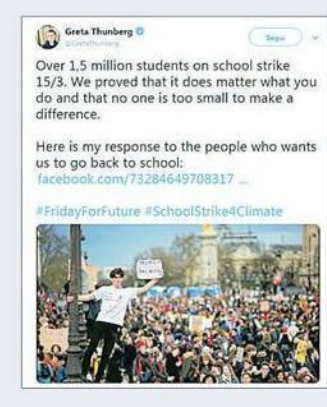 Greta Thunberg
@GretaThunberg
Segui
Over 1,5 million students on school strike
15/3. We proved that it does matter what you
do and that no one is too small to make a
difference.
Here is my response to the people who wants
us to go back to school:
facebook.com/73284649708317 ...
#FridayForFuture #SchoolStrike4Climate